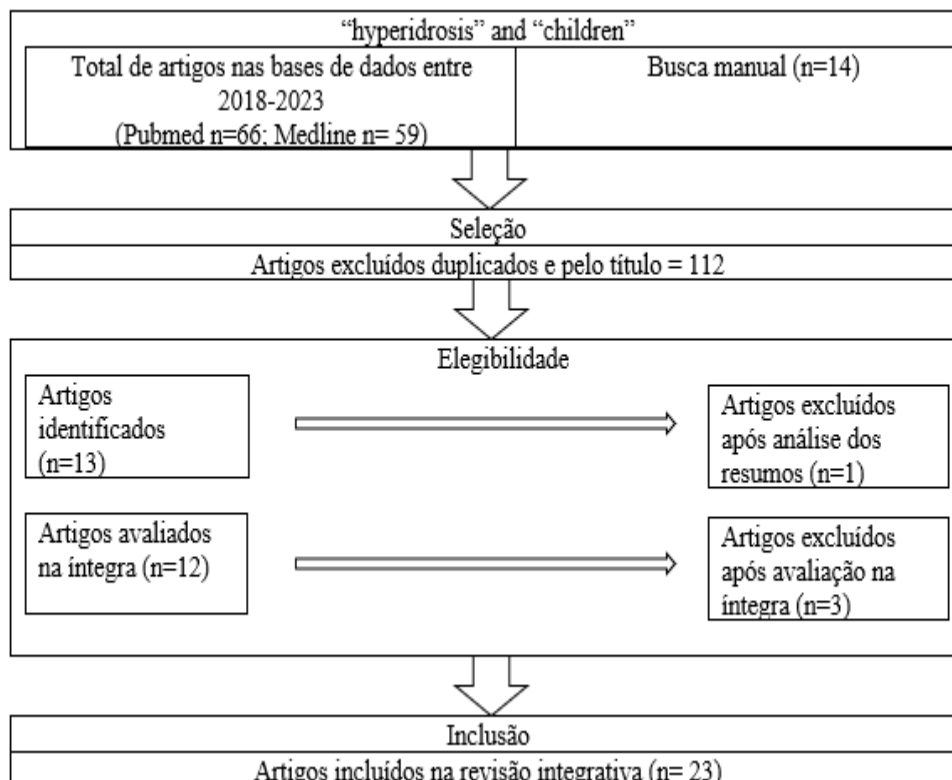 “hyperidrosis” and “children”
Total de artigos nas bases de dados entre
2018-2023
(Pubmed n=66; Medline n= 59)
Busca manual (n=14)
Seleção
Artigos excluídos duplicados e pelo título = 112
Elegibilidade
Artigos
identificados
(n=13)
Artigos excluídos
após análise dos
resumos (n=1)
Artigos avaliados
na íntegra (n=12)
Artigos excluídos
após avaliação na
íntegra (n=3)
Inclusão
Artigos incluídos na revisão integrativa (n= 23)